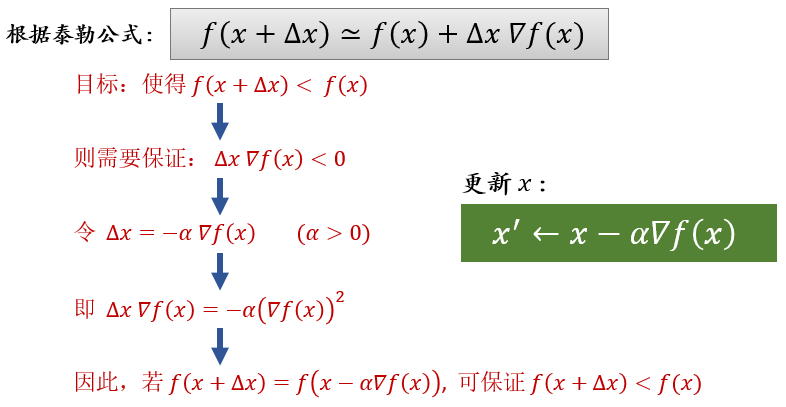 根据泰勒公式： f(x + Δx) ≃ f(x) + Δx ∇f(x)
目标：使得 f(x + Δx) < f(x)
则需要保证： Δx ∇f(x) < 0
更新 x :
令 Δx = −α ∇f(x) (α > 0)
x′ ← x − α∇f(x)
即 Δx ∇f(x) = −α(∇f(x))²
因此，若 f(x + Δx) = f(x − α∇f(x)), 可保证 f(x + Δx) < f(x)